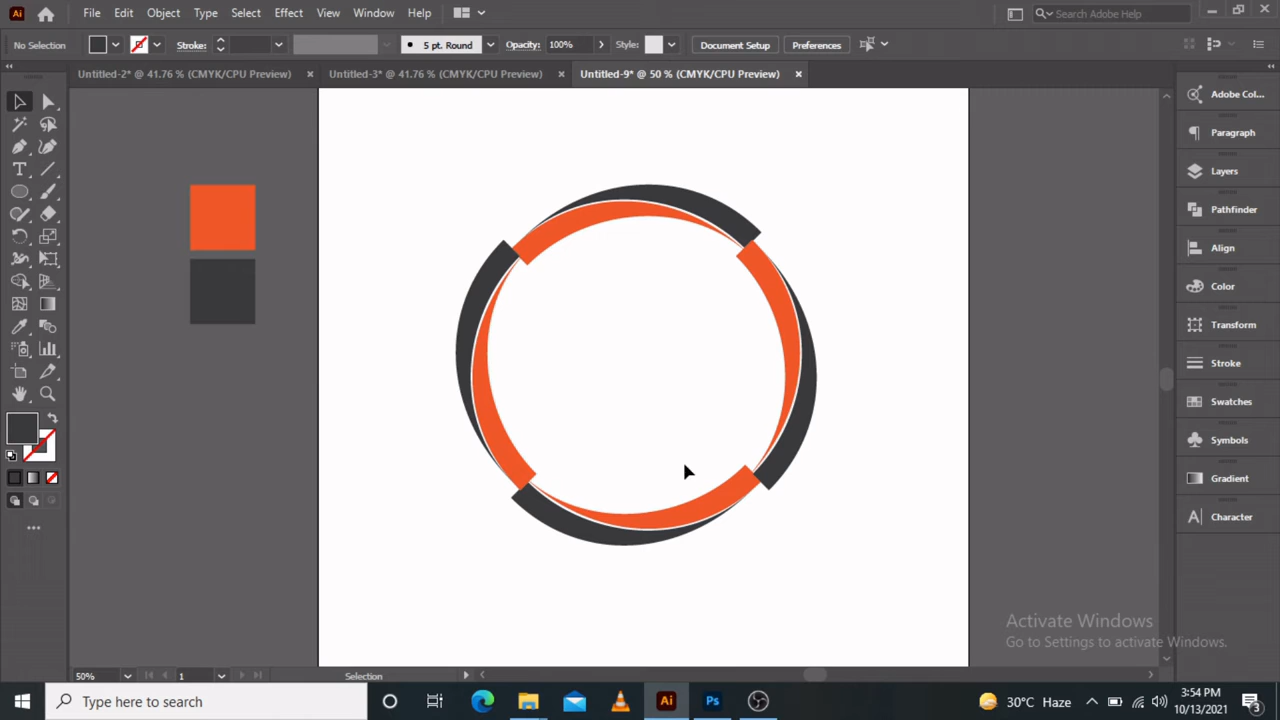 Ai File Edit Object Type Select Effect View Window Help Search Adobe Help
No Selection Stroke: 5 pt. Round Opacity: 100% Style: Document Setup Preferences
Untitled-2* @ 41.76 % (CMYK/CPU Preview) × Untitled-3* @ 41.76 % (CMYK/CPU Preview) × Untitled-9* @ 50 % (CMYK/CPU Preview) ×
Adobe Col...
Paragraph
Layers
Pathfinder
Align
Color
Transform
Stroke
Swatches
Symbols
Gradient
Character
Activate Windows
Go to Settings to activate Windows.
50% 1 Selection
Type here to search Ai Ps 30°C Haze 3:54 PM
10/13/2021 3